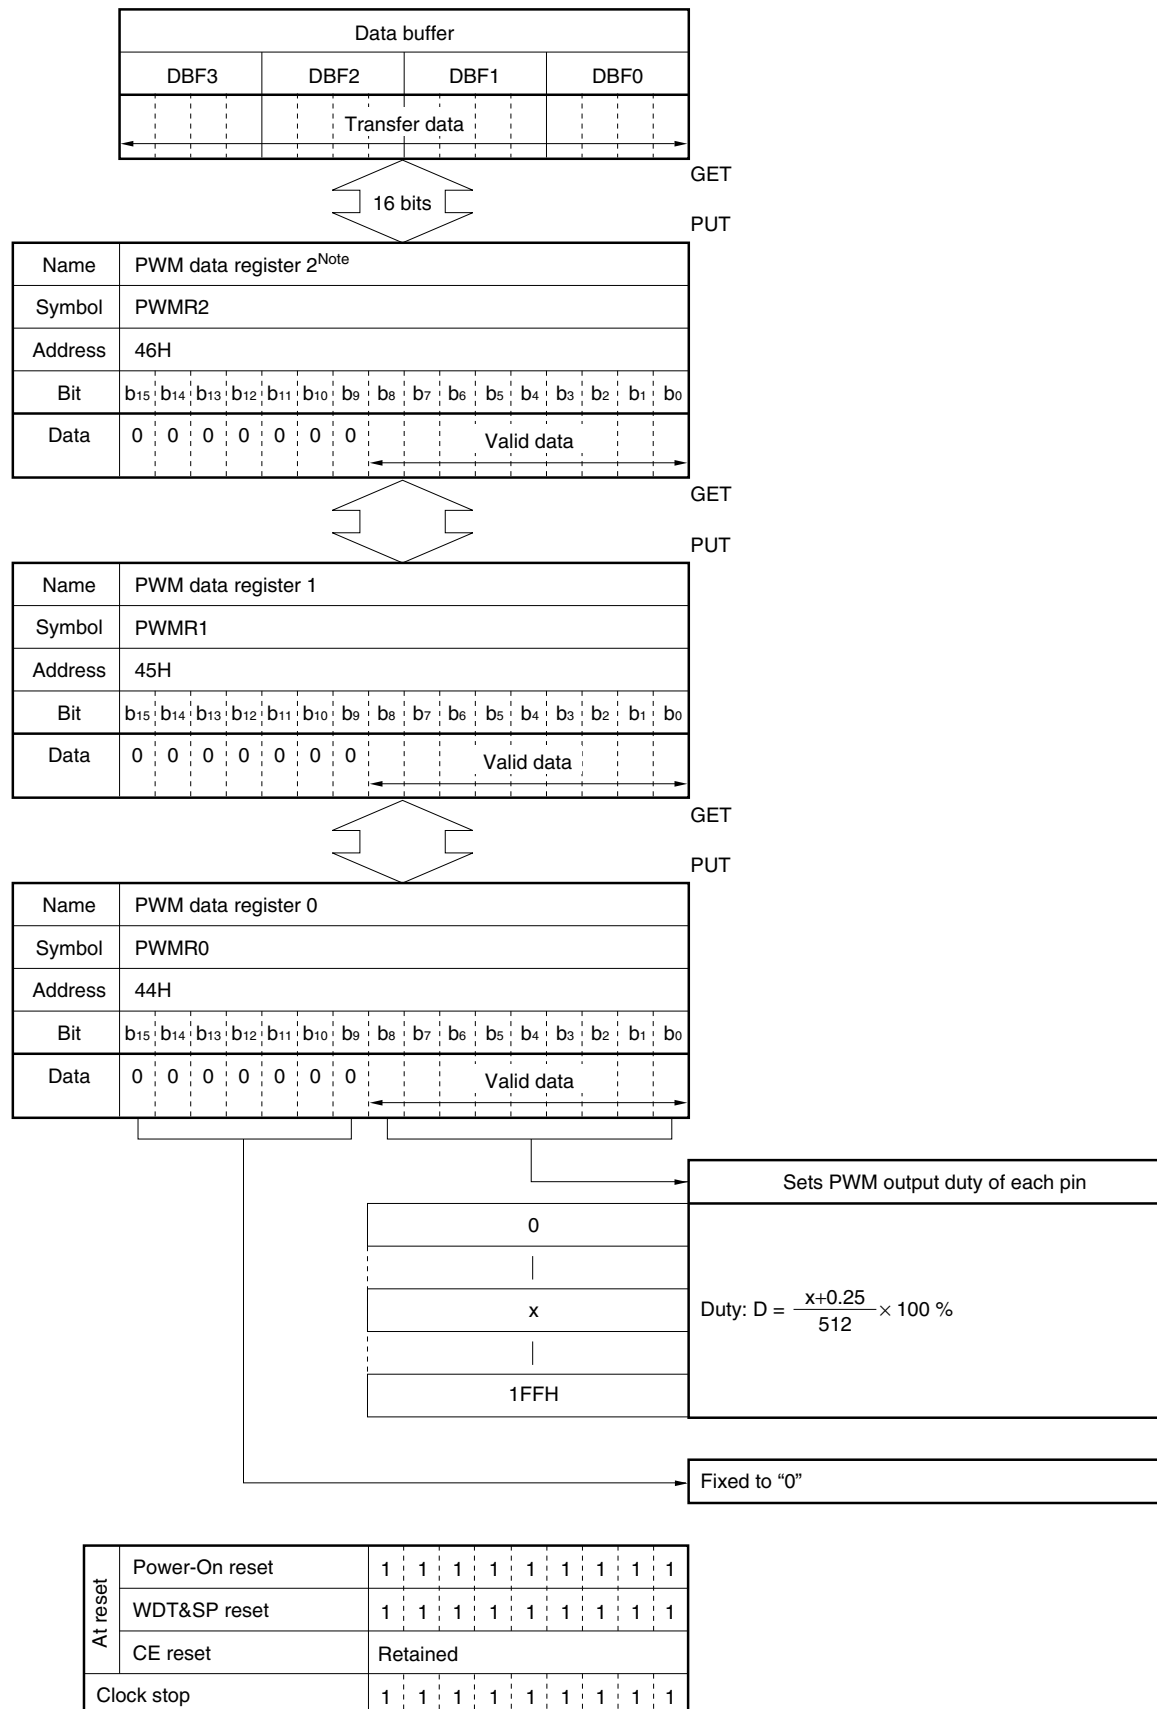 Data buffer
DBF3 DBF2 DBF1 DBF0
Transfer data
GET
16 bits
PUT
Name PWM data register 2Note
Symbol PWMR2
Address 46H
Bit b15 b14 b13 b12 b11 b10 b9 b8 b7 b6 b5 b4 b3 b2 b1 b0
Data 0 0 0 0 0 0 0 Valid data
GET
PUT
Name PWM data register 1
Symbol PWMR1
Address 45H
Bit b15 b14 b13 b12 b11 b10 b9 b8 b7 b6 b5 b4 b3 b2 b1 b0
Data 0 0 0 0 0 0 0 Valid data
GET
PUT
Name PWM data register 0
Symbol PWMR0
Address 44H
Bit b15 b14 b13 b12 b11 b10 b9 b8 b7 b6 b5 b4 b3 b2 b1 b0
Data 0 0 0 0 0 0 0 Valid data
Sets PWM output duty of each pin
0
|
x
Duty: D = x+0.25 / 512 × 100 %
|
1FFH
Fixed to “0”
At reset
Power-On reset 1 1 1 1 1 1 1 1 1
WDT&SP reset 1 1 1 1 1 1 1 1 1
CE reset Retained
Clock stop 1 1 1 1 1 1 1 1 1